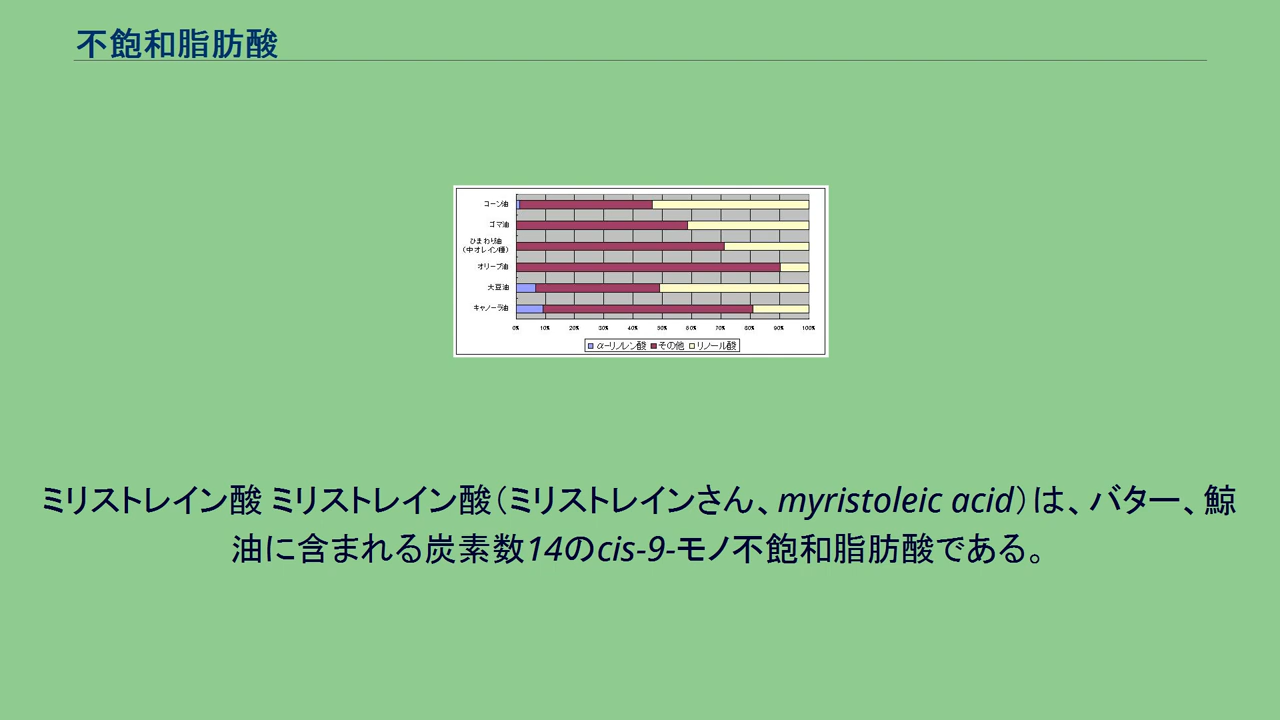 不飽和脂肪酸
コーン油
ゴマ油
ひまわり油
（中オレイン種）
オリーブ油
大豆油
キャノーラ油
0% 10% 20% 30% 40% 50% 60% 70% 80% 90% 100%
α-リノレン酸 その他 リノール酸
ミリストレイン酸 ミリストレイン酸（ミリストレインさん、myristoleic acid）は、バター、鯨
油に含まれる炭素数14のcis-9-モノ不飽和脂肪酸である。